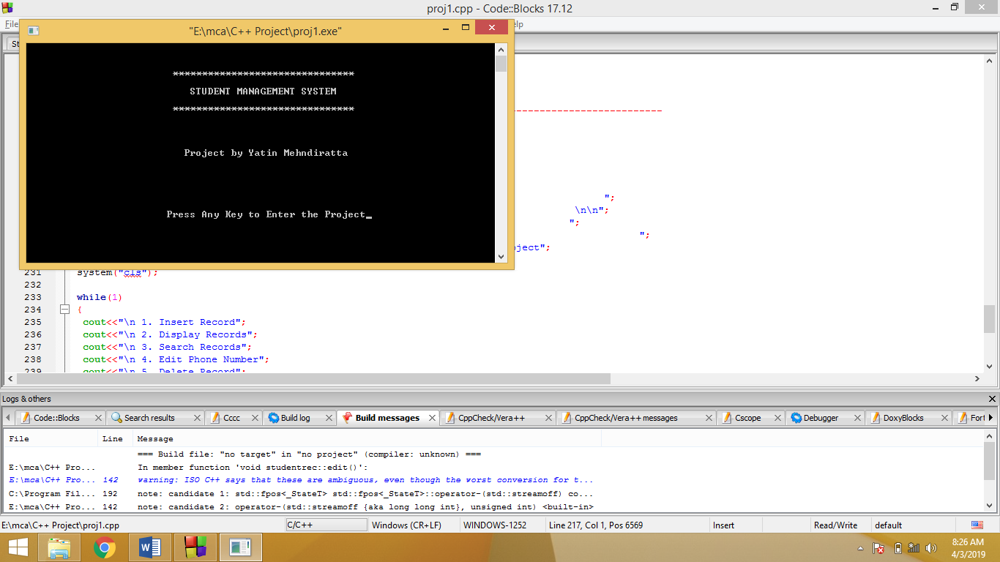 proj1.cpp - Code::Blocks 17.12
File
"E:\mca\C++ Project\proj1.exe"
*******************************
STUDENT MANAGEMENT SYSTEM
*******************************
Project by Yatin Mehndiratta
Press Any Key to Enter the Project_
";
\n\n";
";
";
oject";
231 system("cls");
232
233 while(1)
234 {
235 cout<<"\n 1. Insert Record";
236 cout<<"\n 2. Display Records";
237 cout<<"\n 3. Search Records";
238 cout<<"\n 4. Edit Phone Number";
239 cout<<"\n 5. Delete Record";
Logs & others
Code::Blocks Search results Cccc Build log Build messages CppCheck/Vera++ CppCheck/Vera++ messages Cscope Debugger DoxyBlocks Fort
File Line Message
=== Build file: "no target" in "no project" (compiler: unknown) ===
E:\mca\C++ Pro... In member function 'void studentrec::edit()':
E:\mca\C++ Pro... 142 warning: ISO C++ says that these are ambiguous, even though the worst conversion for t...
C:\Program Fil... 192 note: candidate 1: std::fpos<_StateT> std::fpos<_StateT>::operator-(std::streamoff) co...
E:\mca\C++ Pro... 142 note: candidate 2: operator-(std::streamoff {aka long long int}, unsigned int) <built-in>
E:\mca\C++ Project\proj1.cpp C/C++ Windows (CR+LF) WINDOWS-1252 Line 217, Col 1, Pos 6569 Insert Read/Write default
8:26 AM
4/3/2019